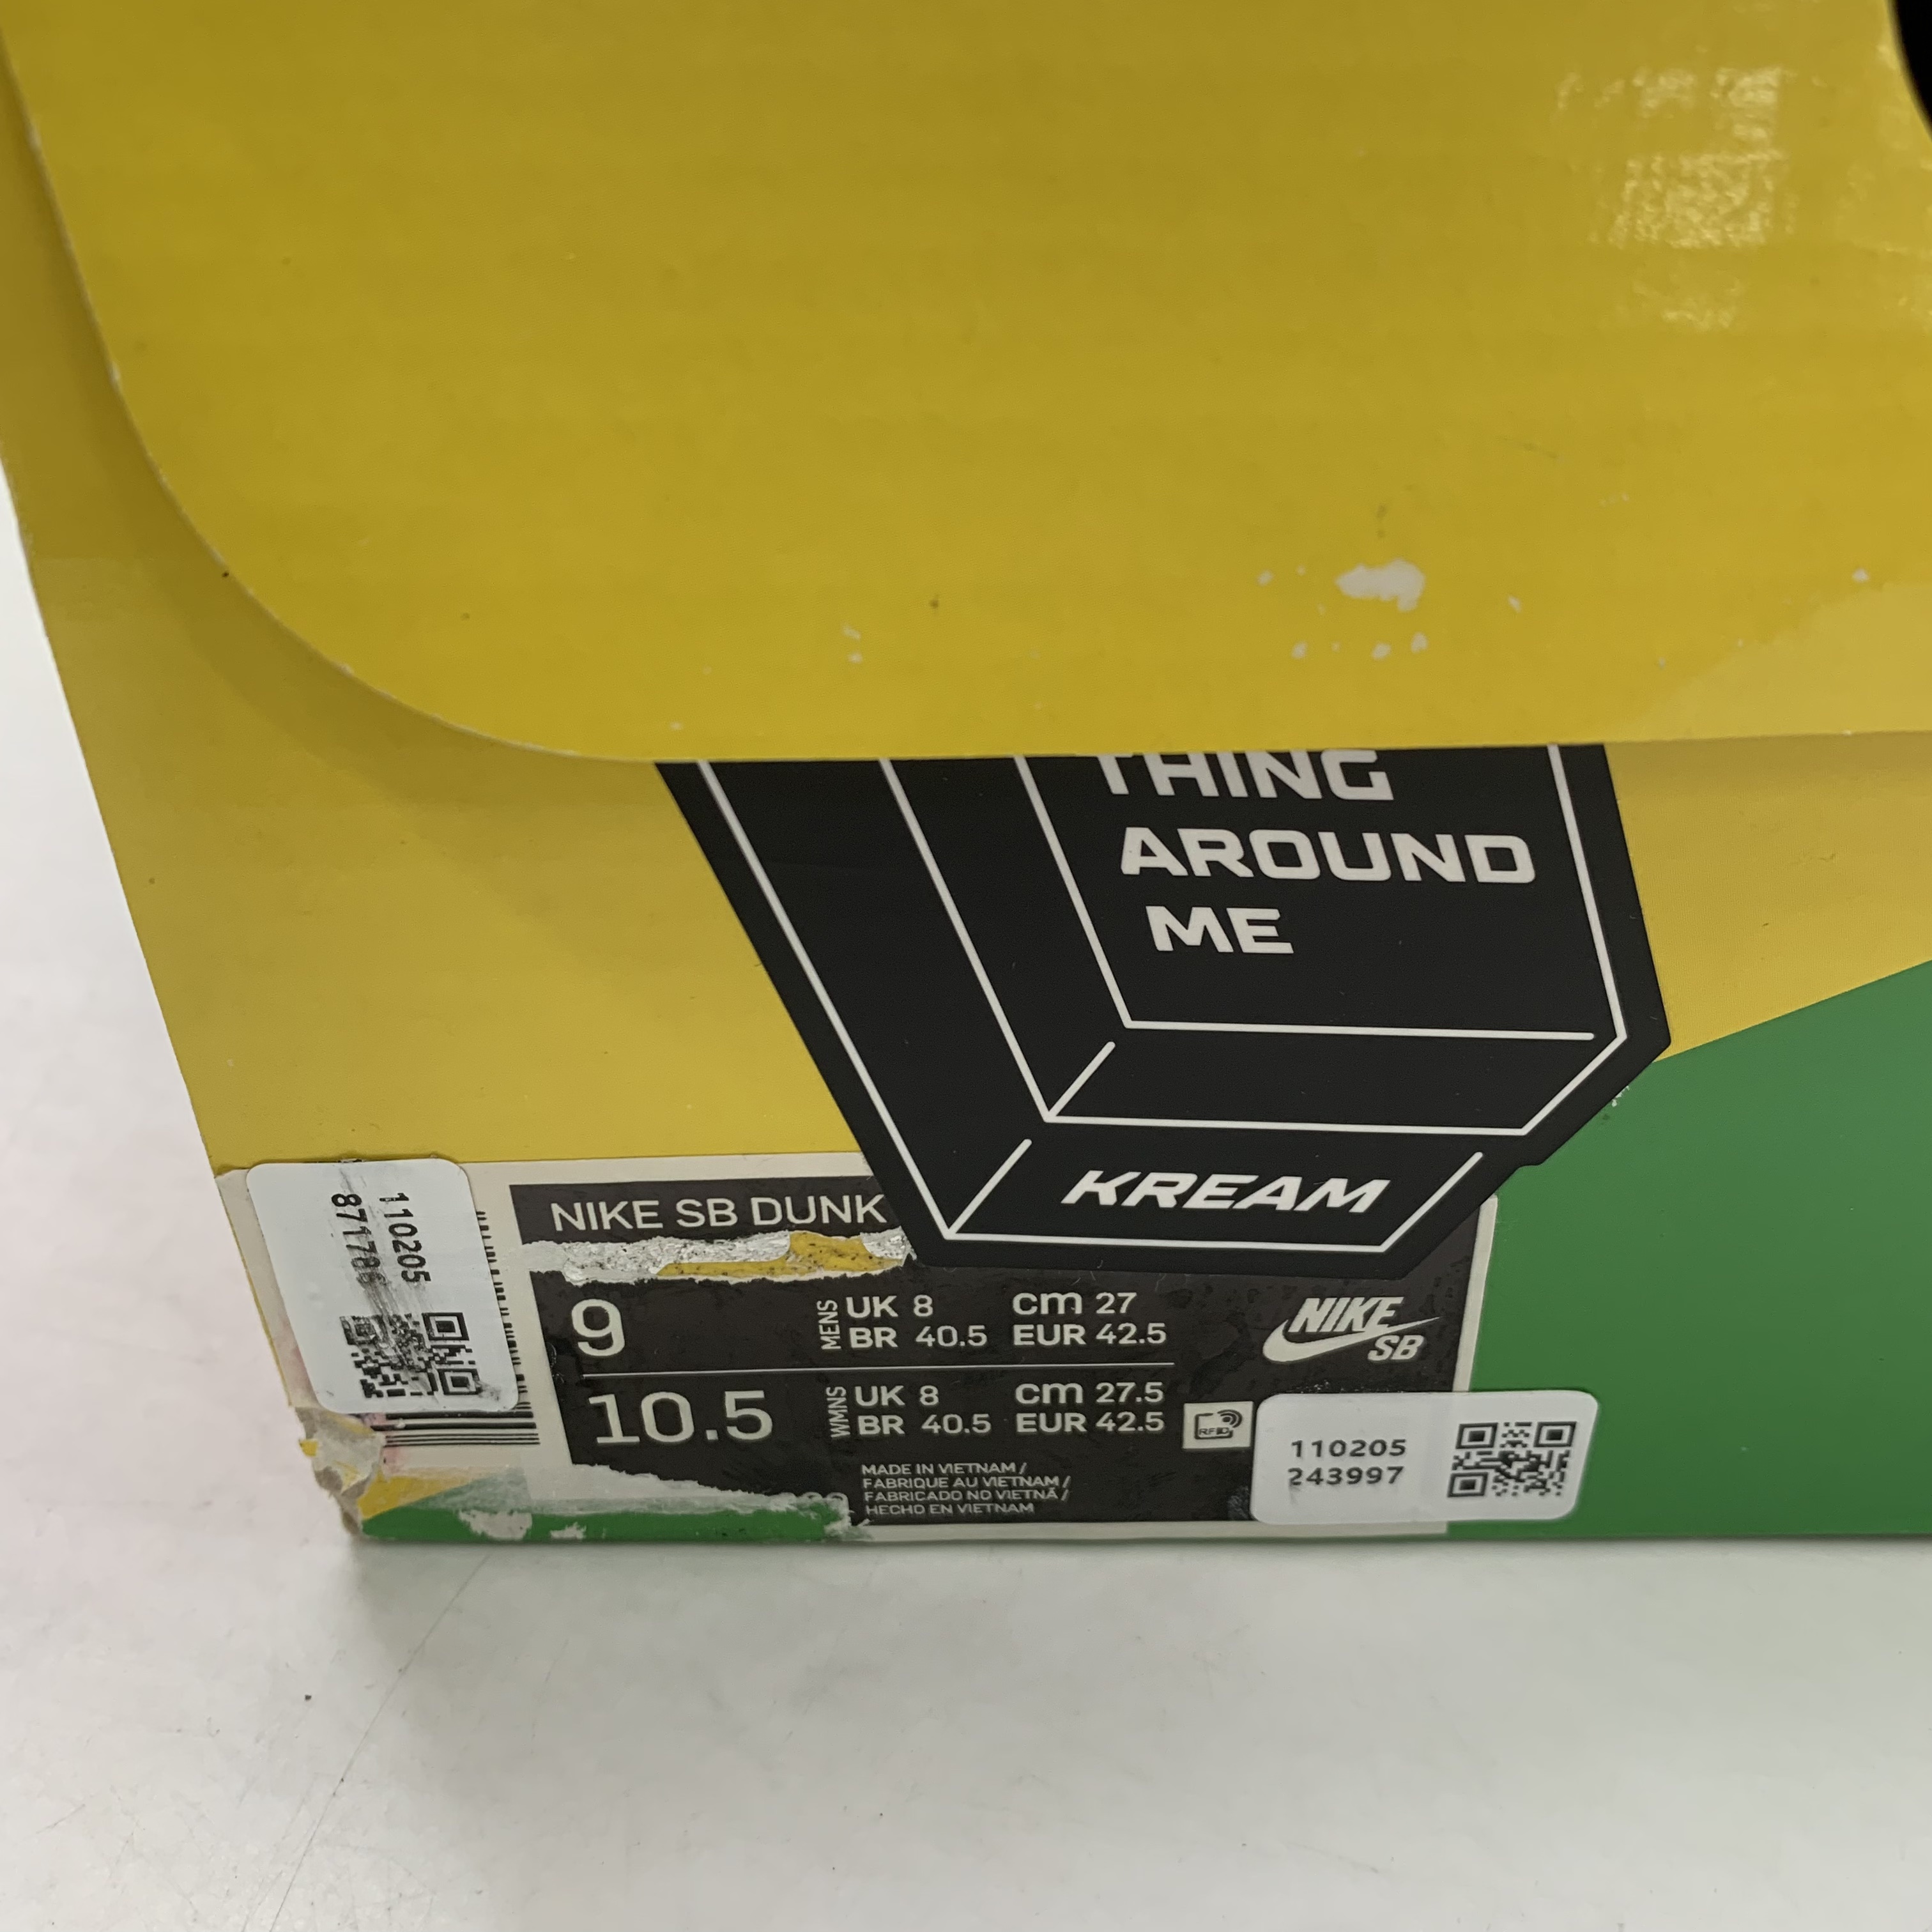 THING
AROUND
ME
KREAM
110205
NIKE SB DUNK
9
MENS
UK 8 cm 27
BR 40.5 EUR 42.5
10.5
WMNS
UK 8 cm 27.5
BR 40.5 EUR 42.5
NIKE
SB
RFID
MADE IN VIETNAM /
FABRIQUE AU VIETNAM /
FABRICADO NO VIETNÃ /
HECHO EN VIETNAM
110205
243997